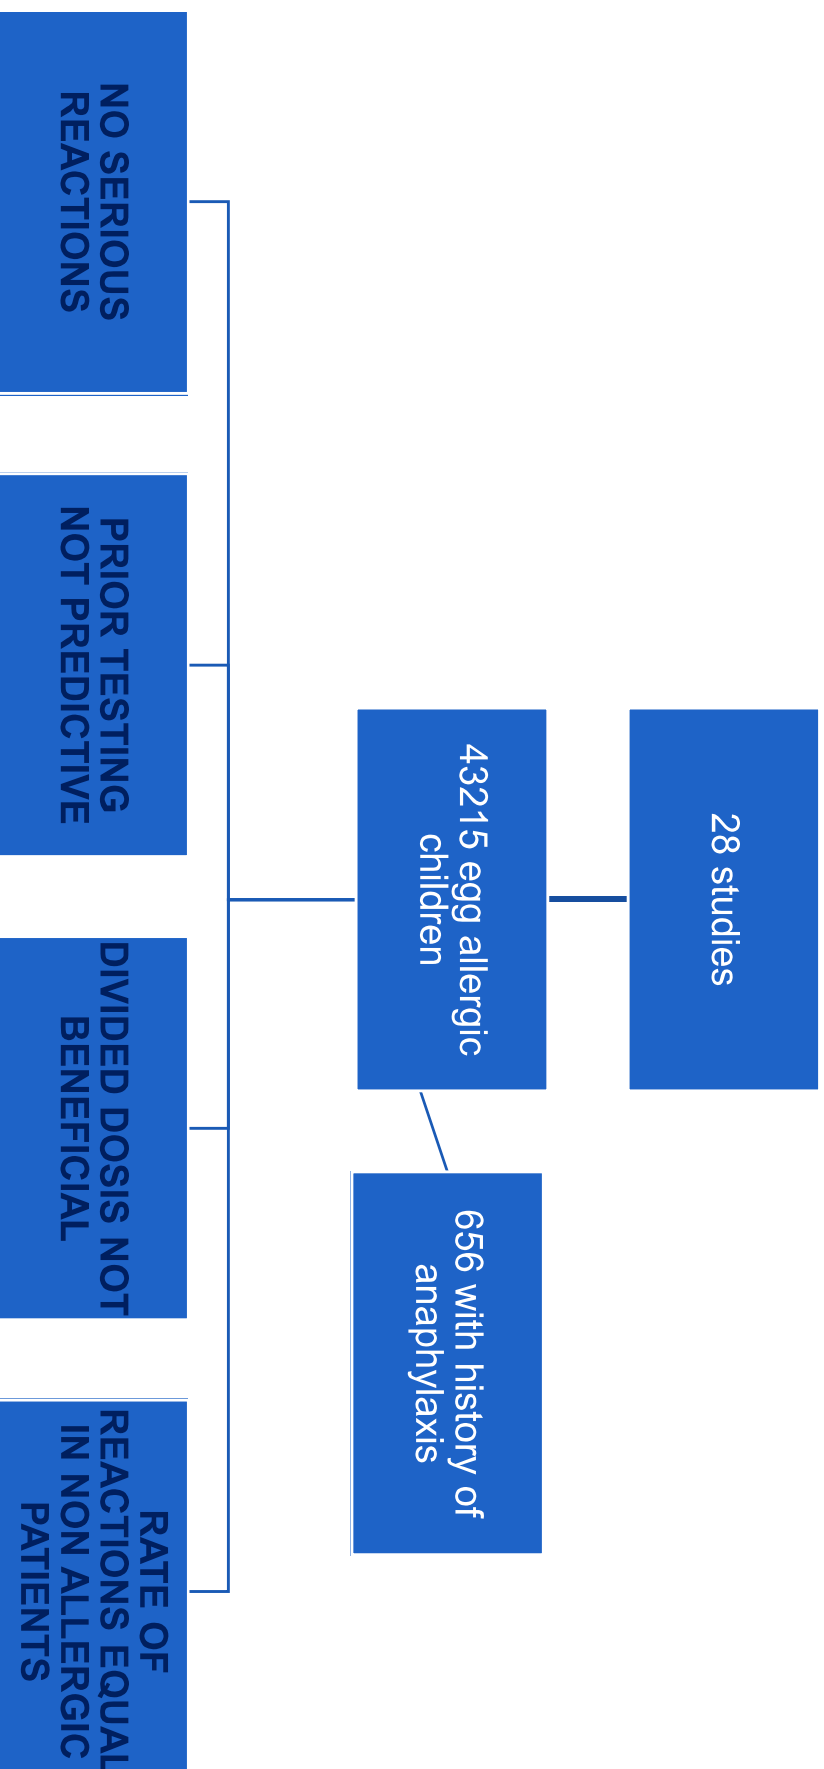 28 studies
43215 egg allergic
children
656 with history of
anaphylaxis
NO SERIOUS
REACTIONS
PRIOR TESTING
NOT PREDICTIVE
DIVIDED DOSIS NOT
BENEFICIAL
RATE OF
REACTIONS EQUAL
IN NON ALLERGIC
PATIENTS